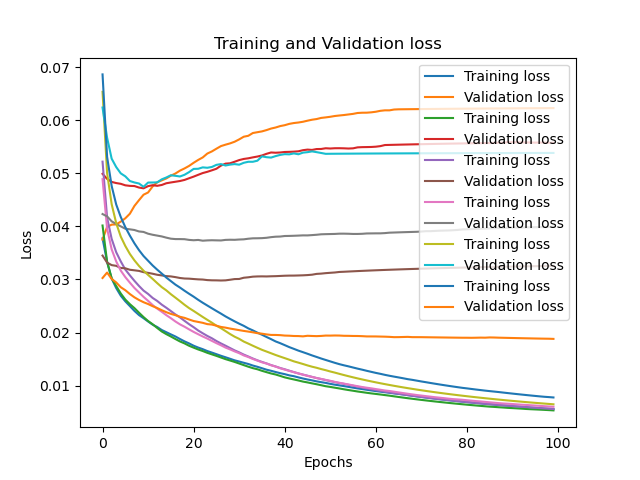 Training and Validation loss
Loss
0.07
0.06
0.05
0.04
0.03
0.02
0.01
Training loss
Validation loss
Training loss
Validation loss
Training loss
Validation loss
Training loss
Validation loss
Training loss
Validation loss
Training loss
Validation loss
0 20 40 60 80 100
Epochs